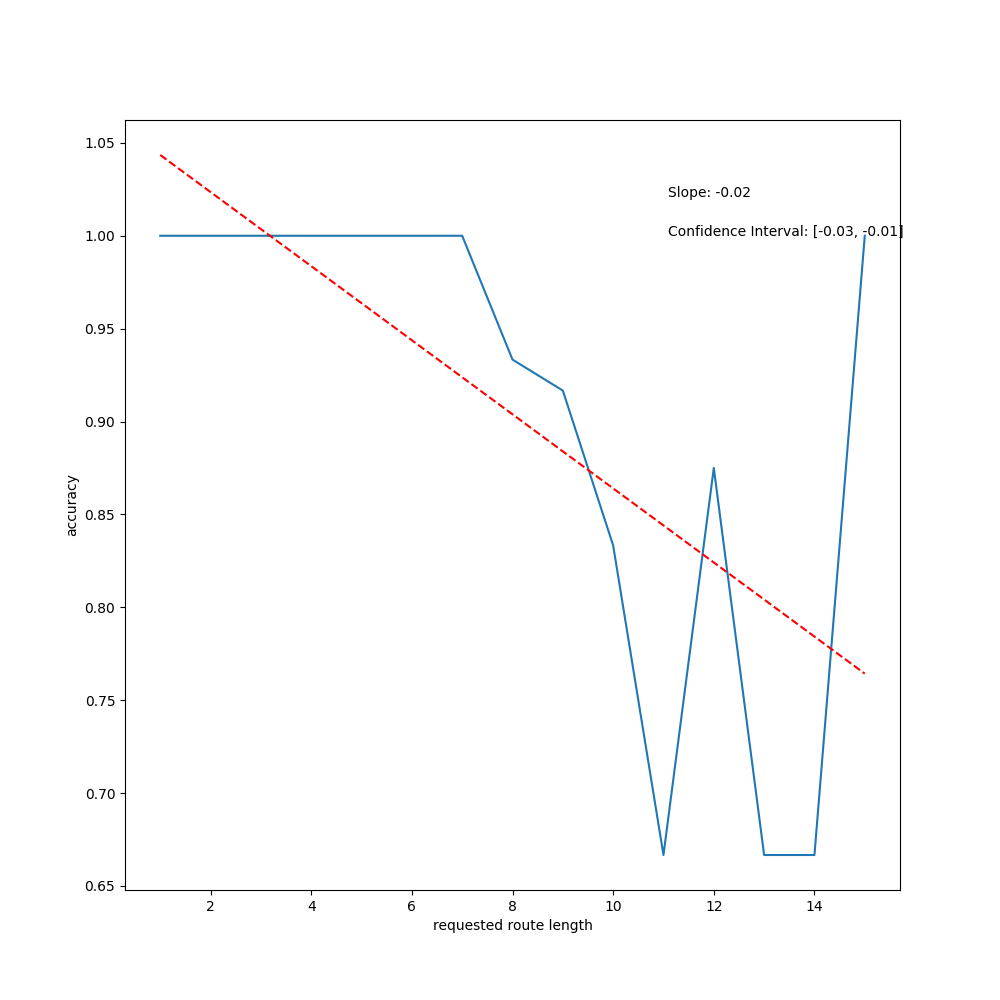 1.05
Slope: -0.02
1.00
Confidence Interval: [-0.03, -0.01]
0.95
0.90
0.85
accuracy
0.80
0.75
0.70
0.65
2 4 6 8 10 12 14
requested route length